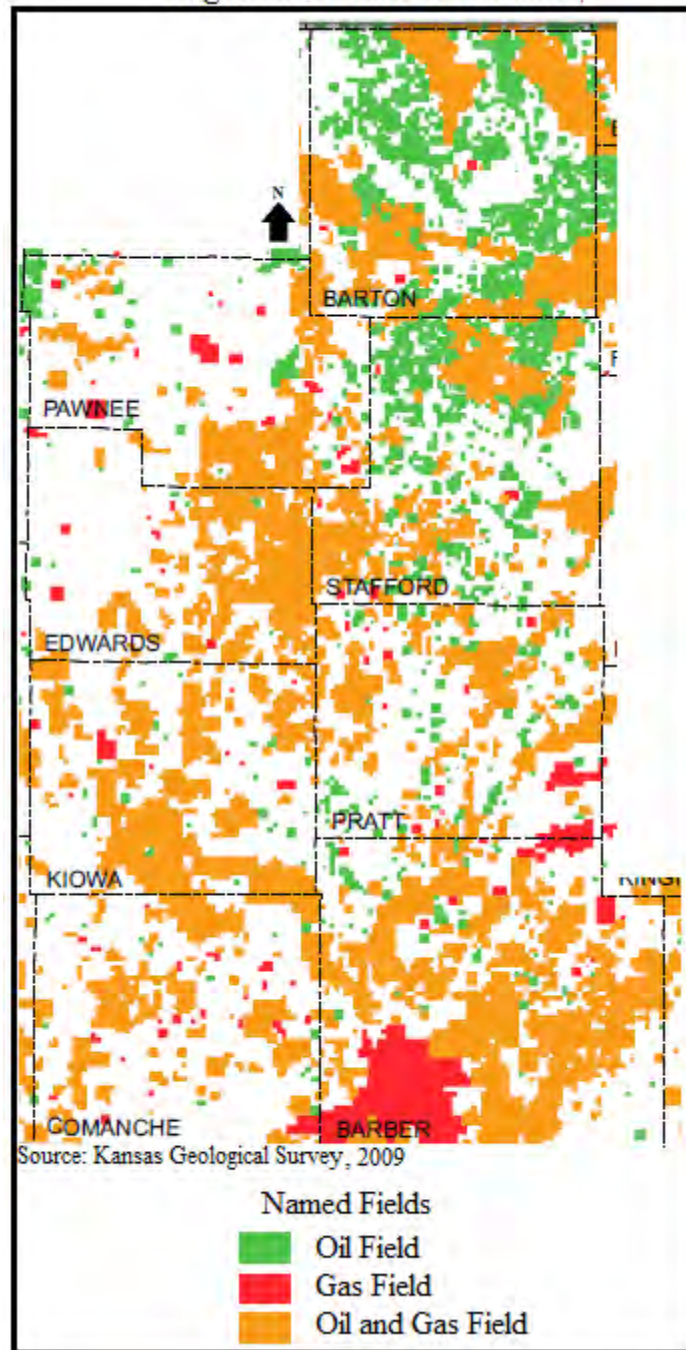 N
BARTON
PAWNEE
STAFFORD
EDWARDS
PRATT
KIOWA
COMANCHE
BARBER
Source: Kansas Geological Survey, 2009
Named Fields
Oil Field
Gas Field
Oil and Gas Field